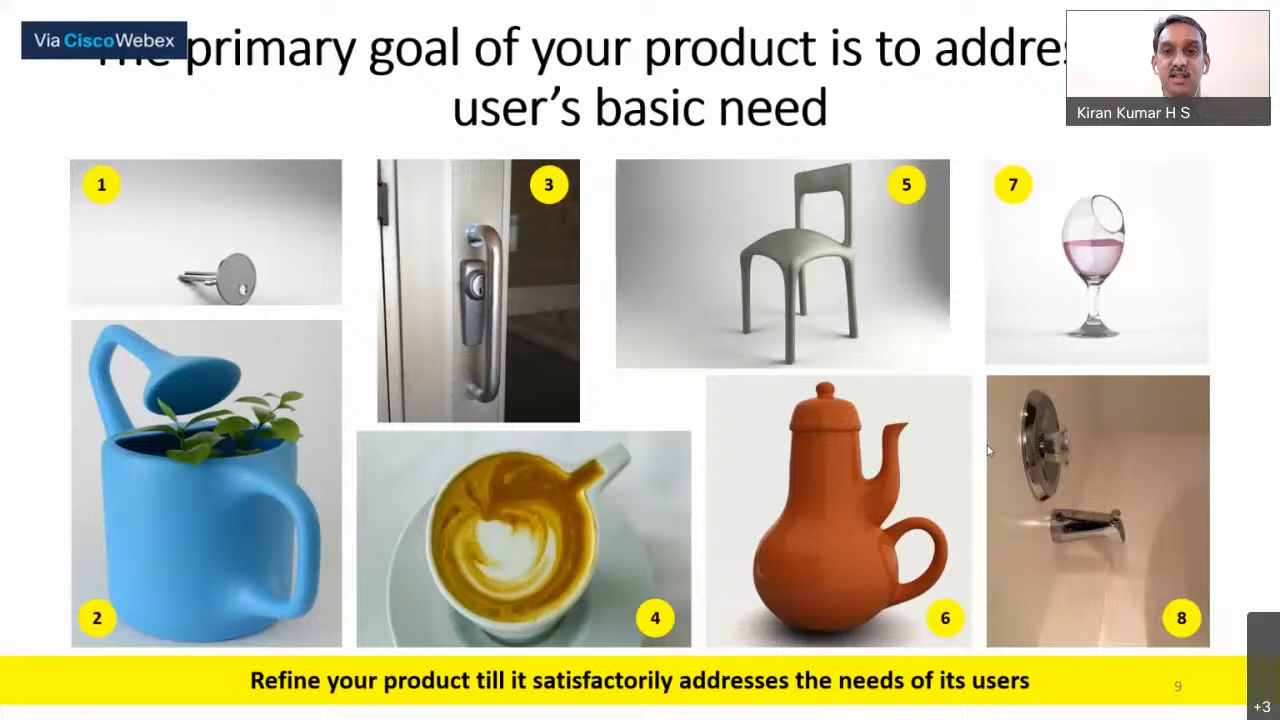 Via Cisco Webex
The primary goal of your product is to addres
user's basic need
Kiran Kumar H S
1
3
5
7
2
4
6
8
Refine your product till it satisfactorily addresses the needs of its users
9
+3